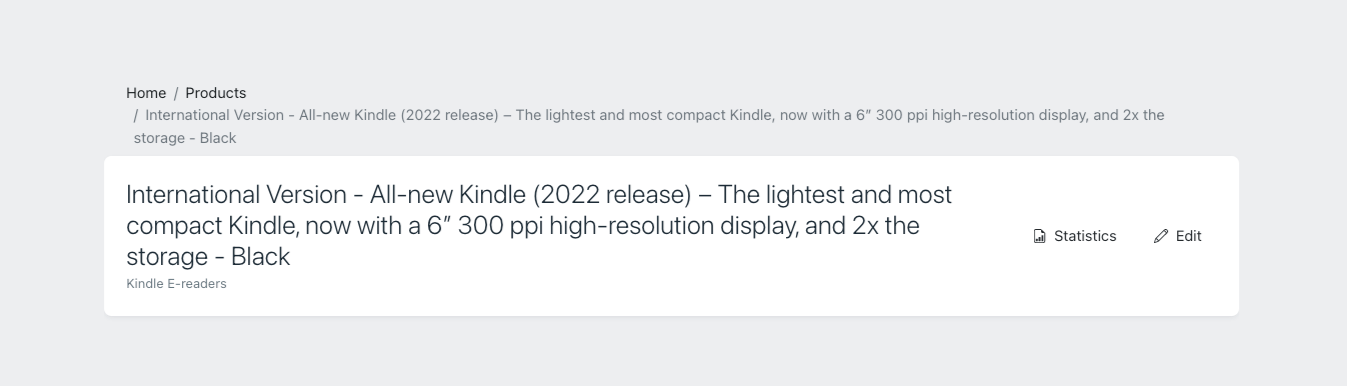 Home / Products
/ International Version - All-new Kindle (2022 release) – The lightest and most compact Kindle, now with a 6” 300 ppi high-resolution display, and 2x the
storage - Black
International Version - All-new Kindle (2022 release) – The lightest and most
compact Kindle, now with a 6” 300 ppi high-resolution display, and 2x the
storage - Black
Statistics
Edit
Kindle E-readers